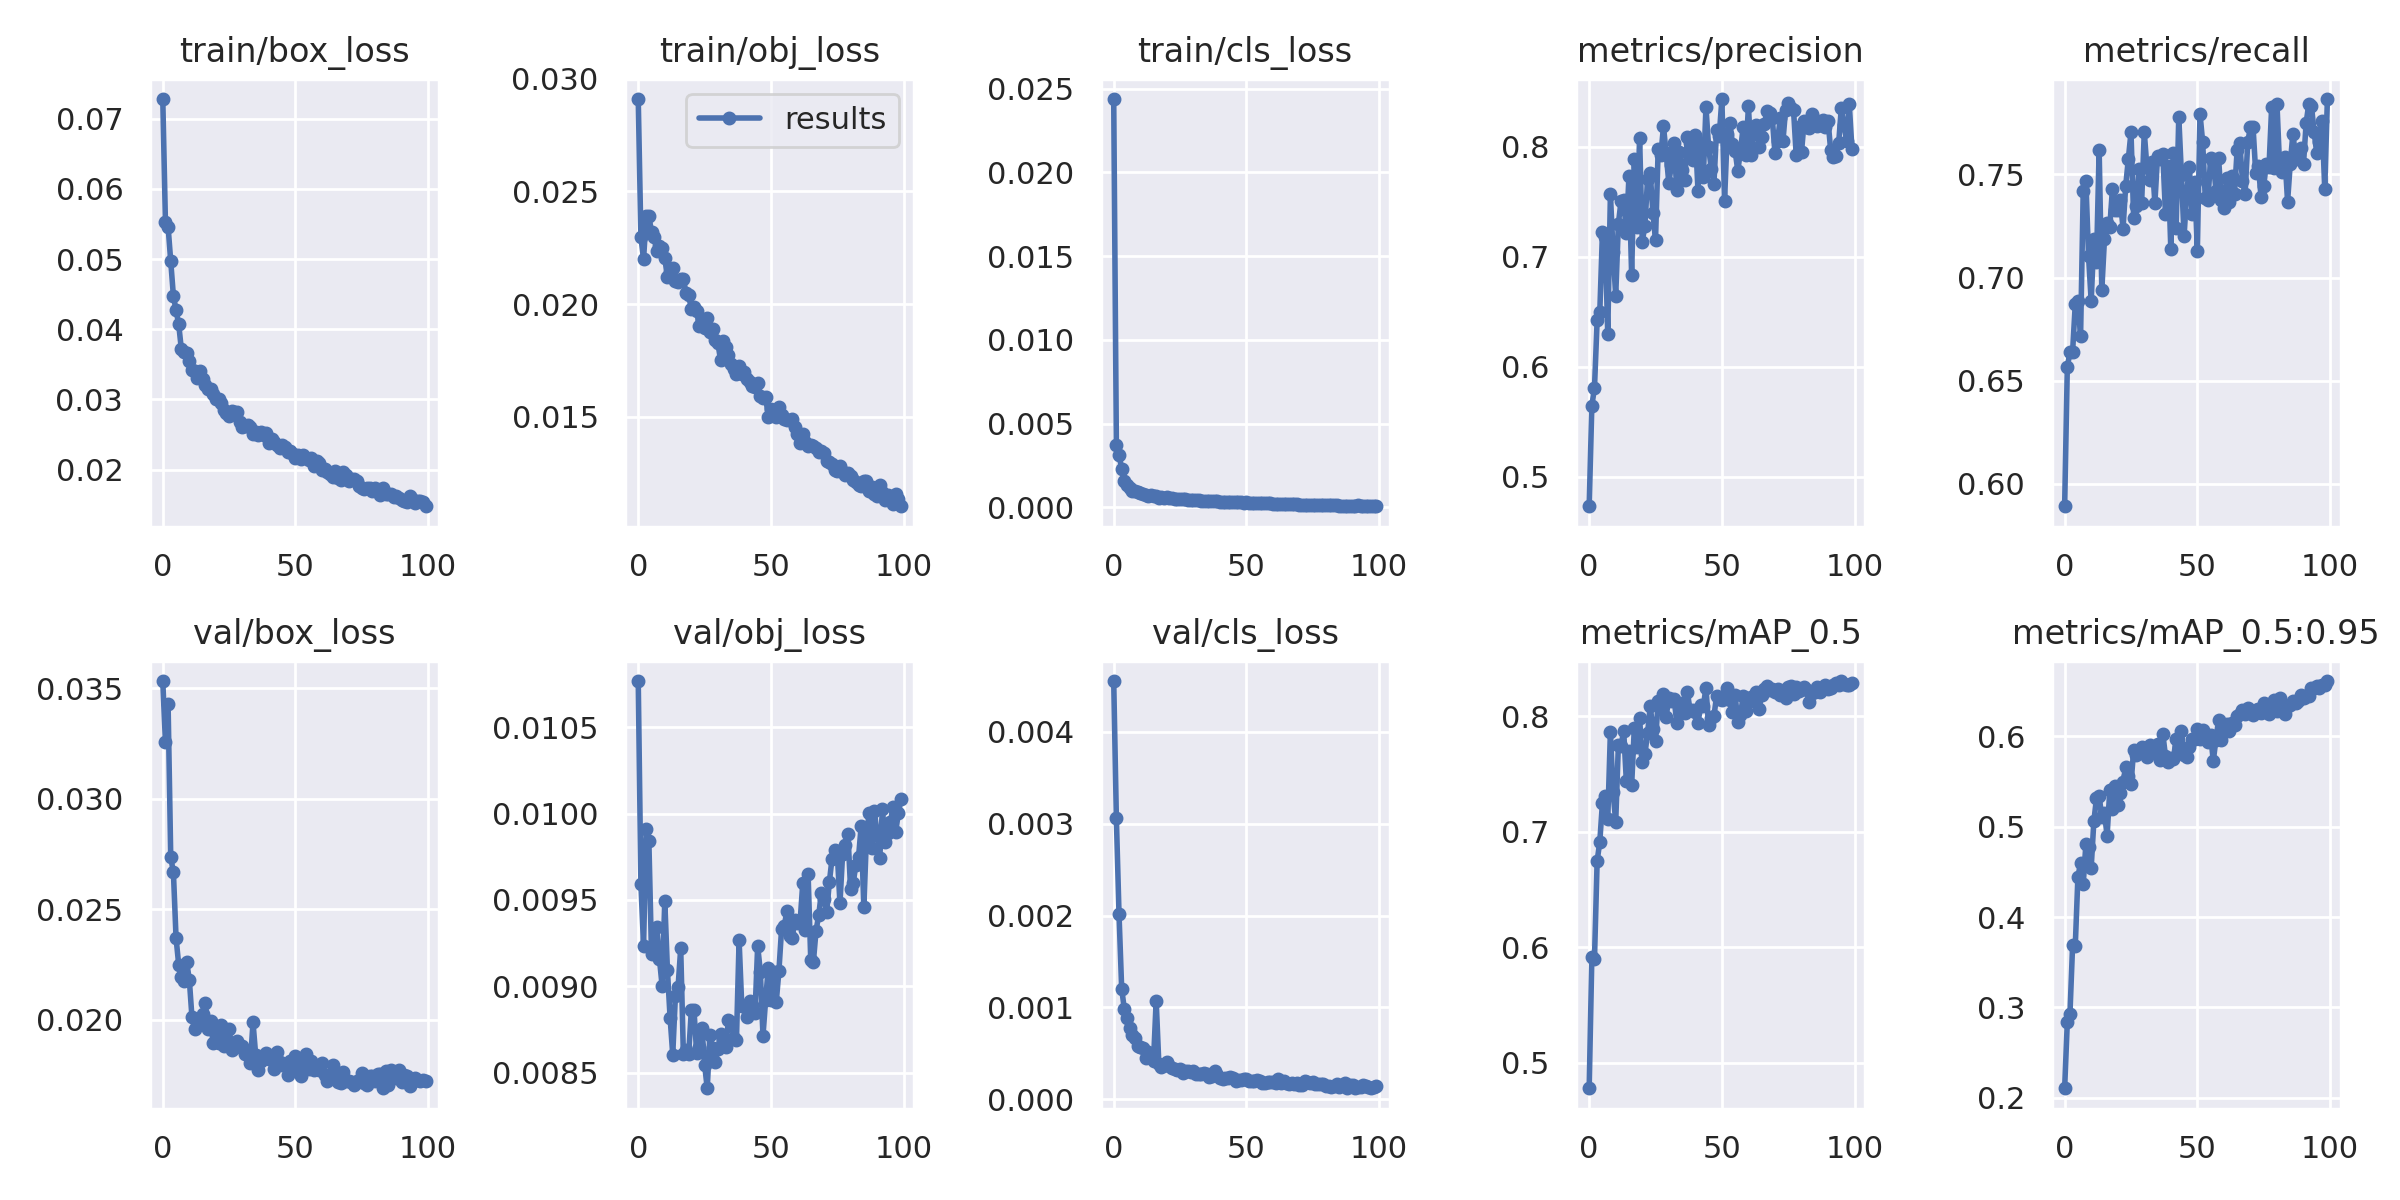 train/box_loss
0.07
0.06
0.05
0.04
0.03
0.02
0 50 100
train/obj_loss
results
0.030
0.025
0.020
0.015
0 50 100
train/cls_loss
0.025
0.020
0.015
0.010
0.005
0.000
0 50 100
metrics/precision
0.8
0.7
0.6
0.5
0 50 100
metrics/recall
0.75
0.70
0.65
0.60
0 50 100
val/box_loss
0.035
0.030
0.025
0.020
0 50 100
val/obj_loss
0.0105
0.0100
0.0095
0.0090
0.0085
0 50 100
val/cls_loss
0.004
0.003
0.002
0.001
0.000
0 50 100
metrics/mAP_0.5
0.8
0.7
0.6
0.5
0 50 100
metrics/mAP_0.5:0.95
0.6
0.5
0.4
0.3
0.2
0 50 100